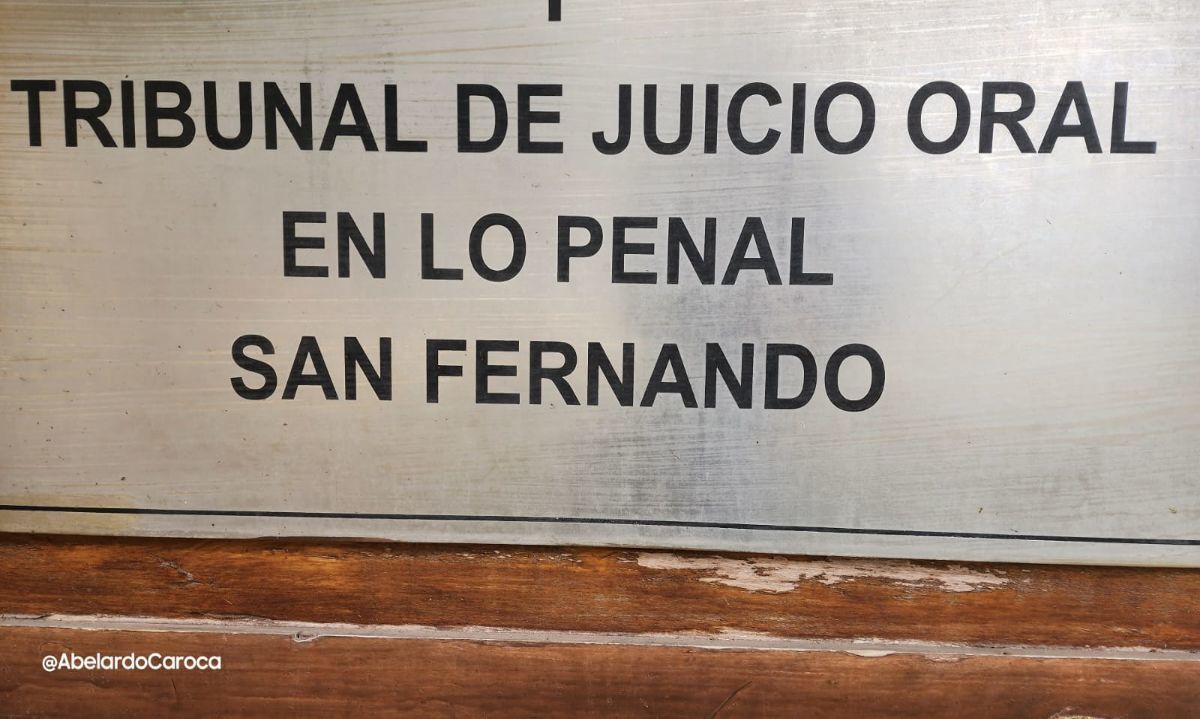 TRIBUNAL DE JUICIO ORAL
EN LO PENAL
SAN FERNANDO
@AbelardoCaroca